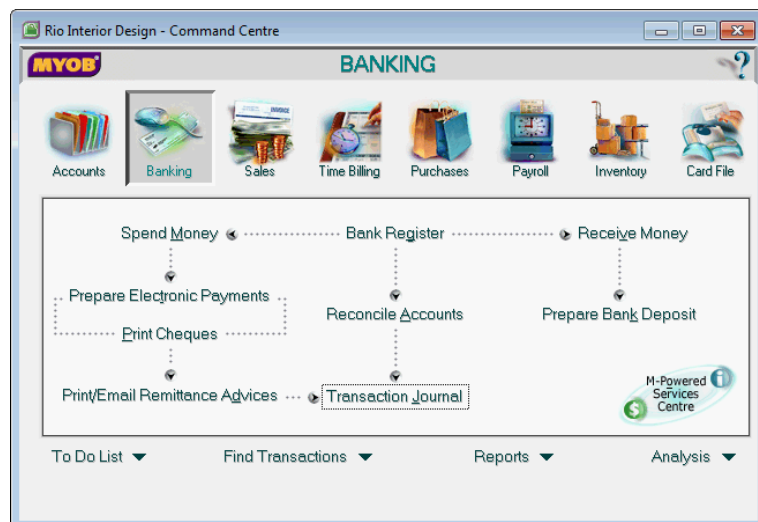 Rio Interior Design - Command Centre
MYOB
BANKING
?
Accounts Banking Sales Time Billing Purchases Payroll Inventory Card File
INVOICE
Spend Money Bank Register Receive Money
Prepare Electronic Payments
Reconcile Accounts Prepare Bank Deposit
Print Cheques
Print/Email Remittance Advices Transaction Journal
M-Powered
Services
Centre
To Do List Find Transactions Reports Analysis